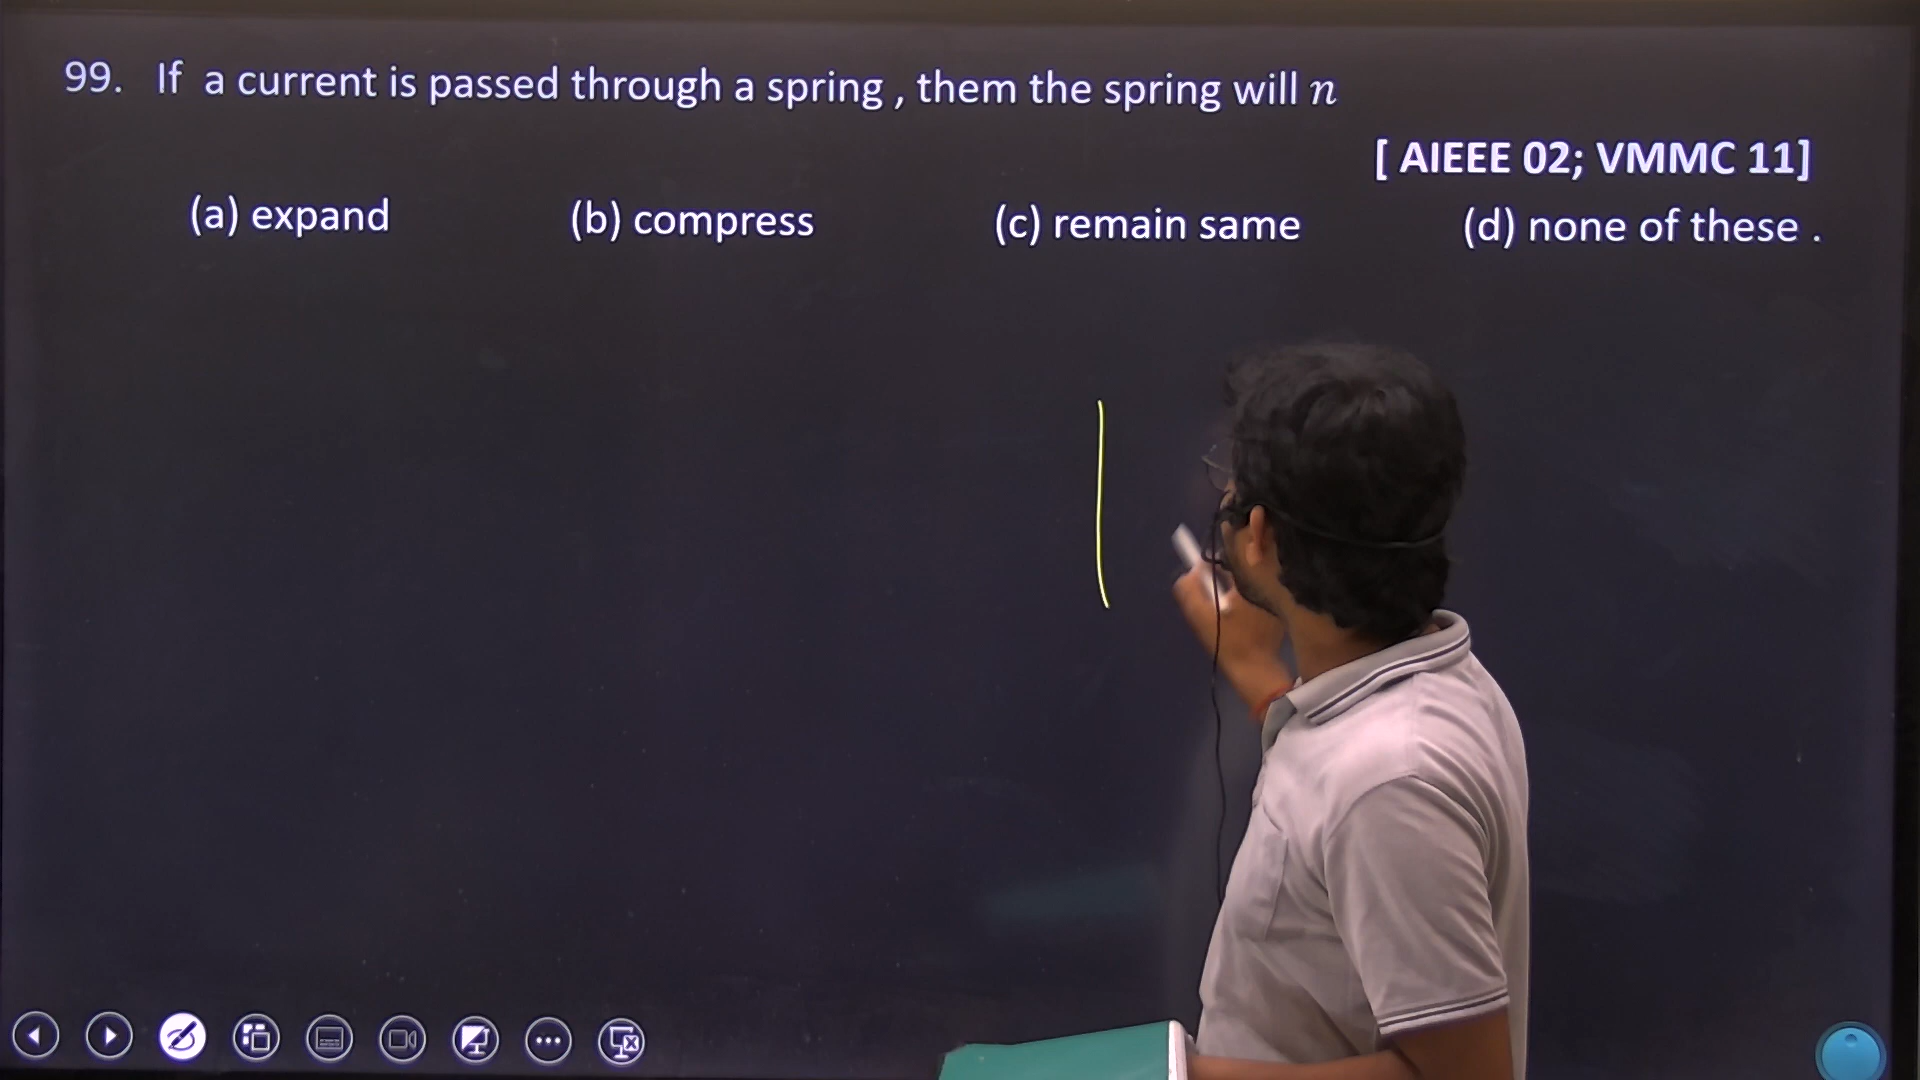 99. If a current is passed through a spring , them the spring will n
[ AIEEE 02; VMMC 11]
(a) expand (b) compress (c) remain same (d) none of these .